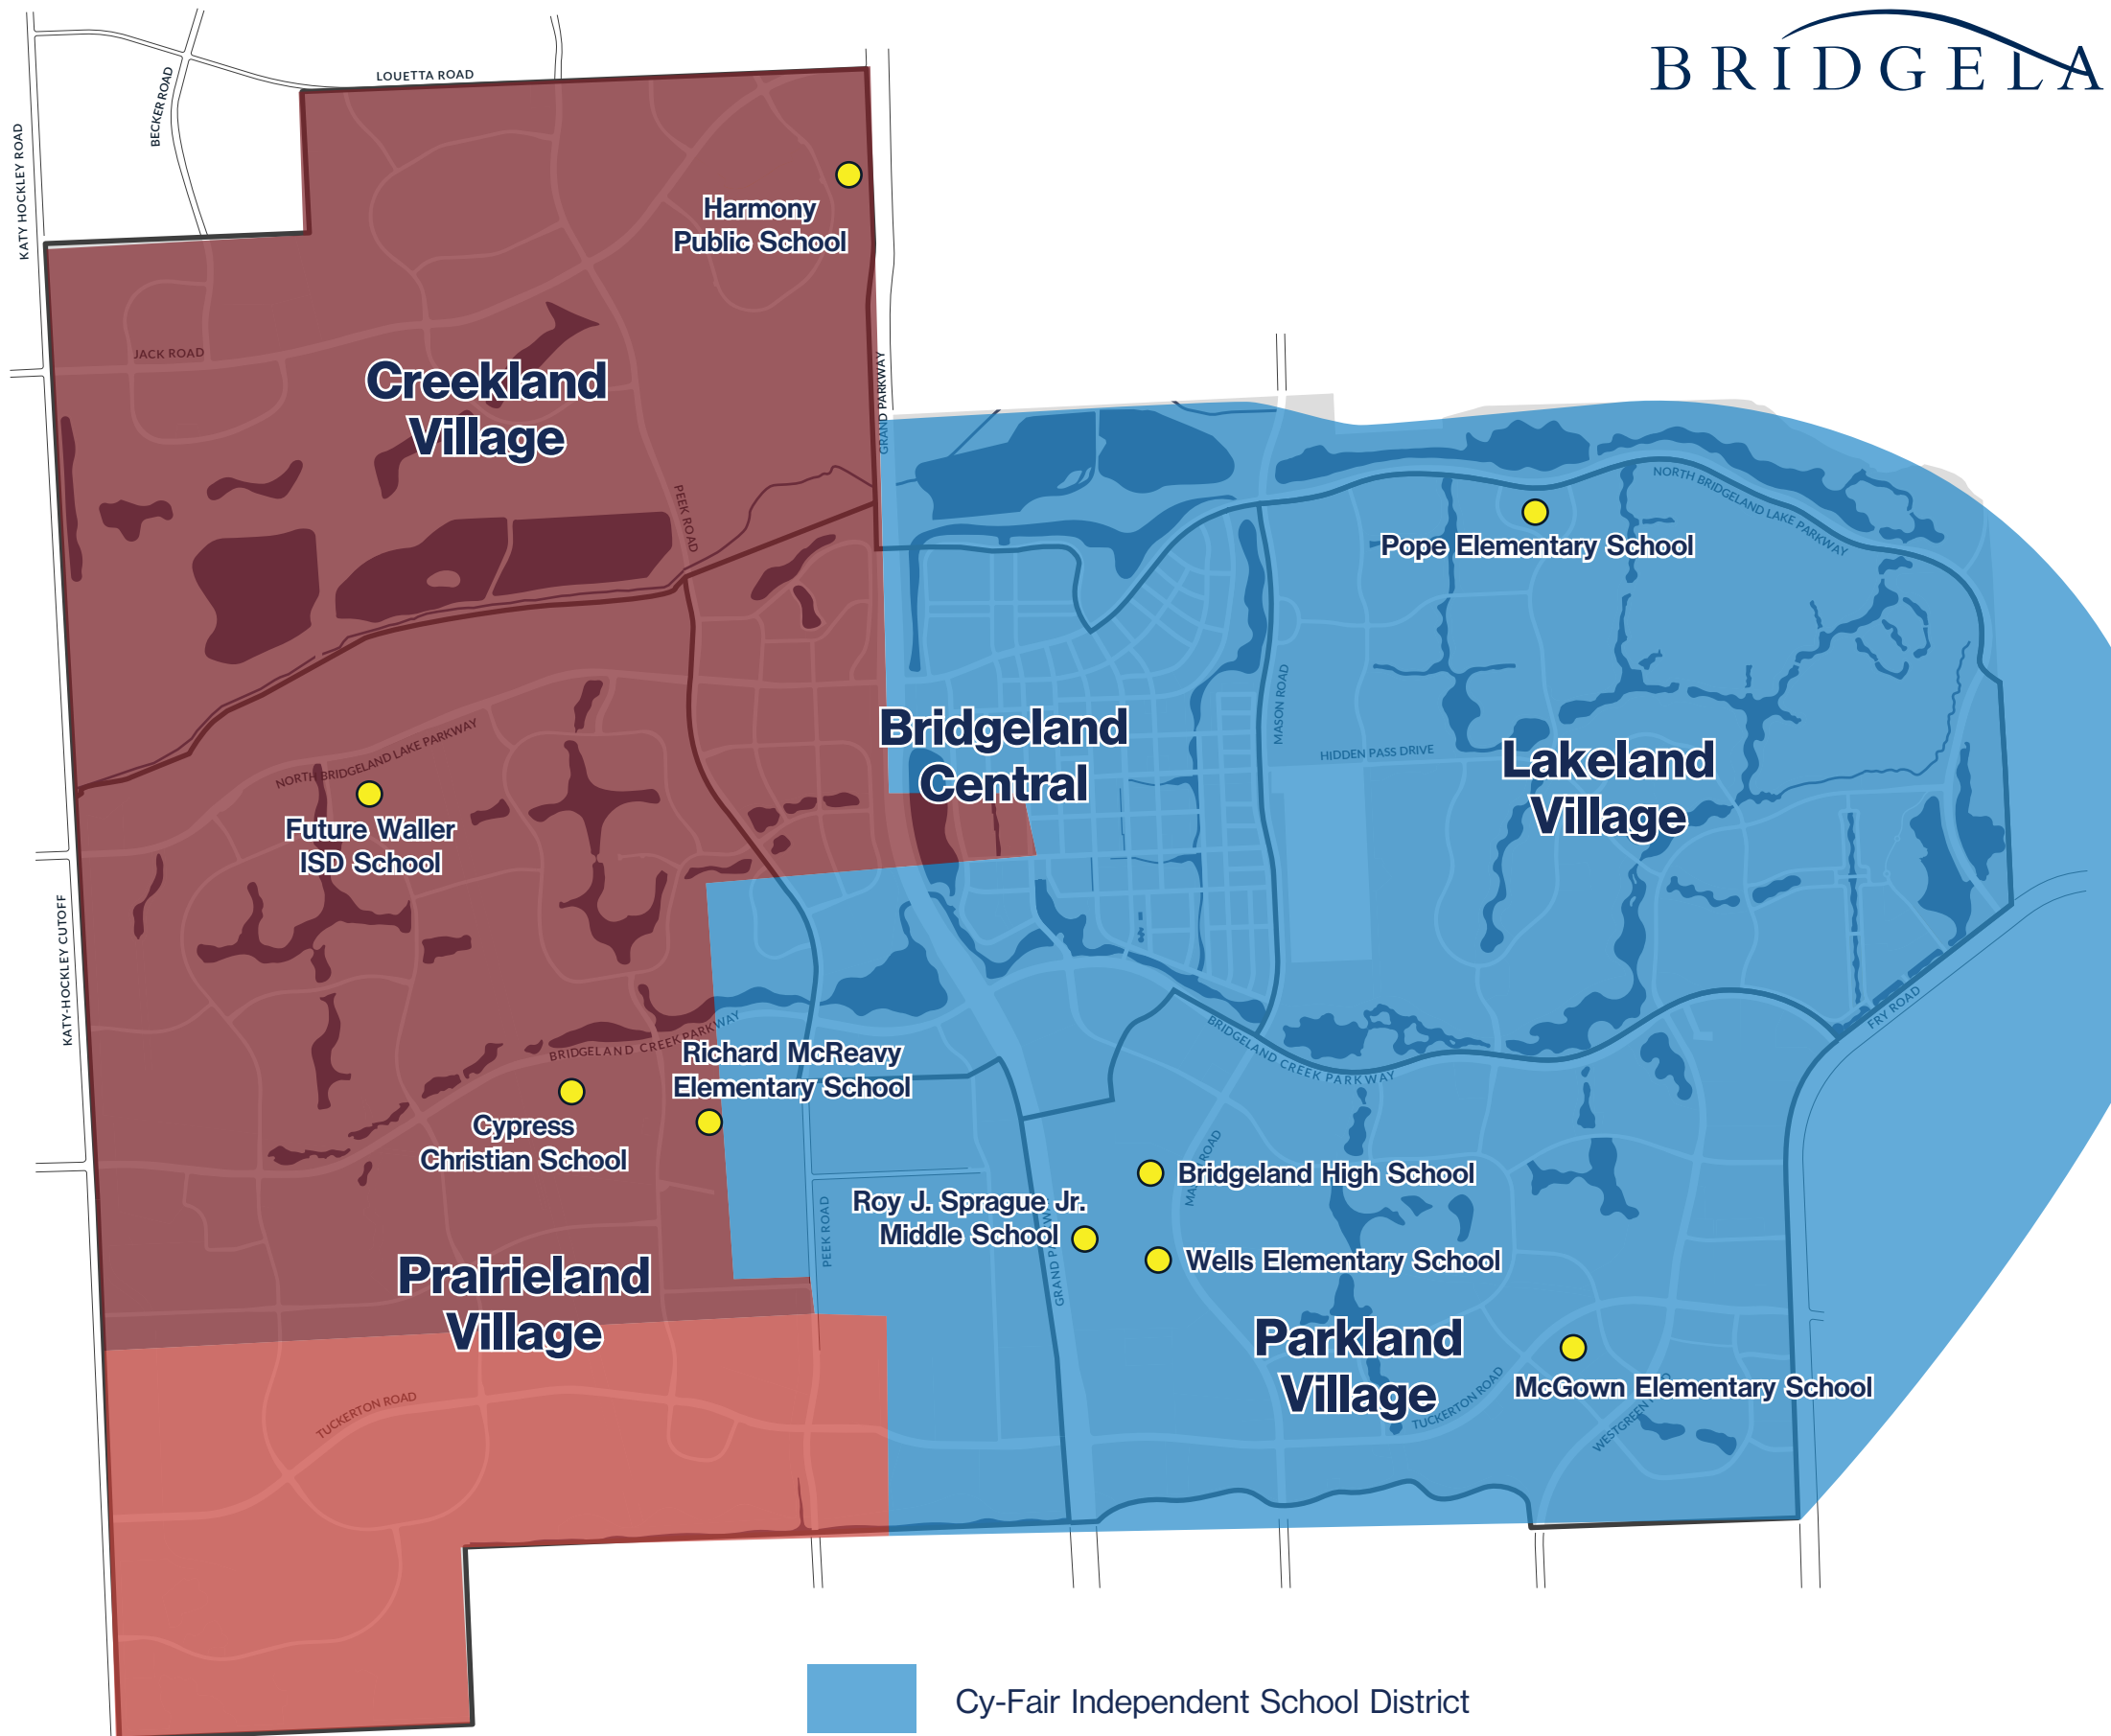 BRIDGELA
LOUETTA ROAD
BECKER ROAD
KATY HOCKLEY ROAD
Harmony
Public School
JACK ROAD
Creekland
Village
GRAND PARKWAY
PEEK ROAD
NORTH BRIDGELAND LAKE PARKWAY
Pope Elementary School
MASON ROAD
Bridgeland
Central
HIDDEN PASS DRIVE
Lakeland
Village
NORTH BRIDGELAND LAKE PARKWAY
Future Waller
ISD School
KATY-HOCKLEY CUTOFF
FRY ROAD
BRIDGELAND CREEK PARKWAY
BRIDGELAND CREEK PARKWAY
Richard McReavy
Elementary School
Cypress
Christian School
Bridgeland High School
Roy J. Sprague Jr.
Middle School
PEEK ROAD
Wells Elementary School
Prairieland
Village
Parkland
Village
McGown Elementary School
TUCKERTON ROAD
TUCKERTON ROAD
Cy-Fair Independent School District